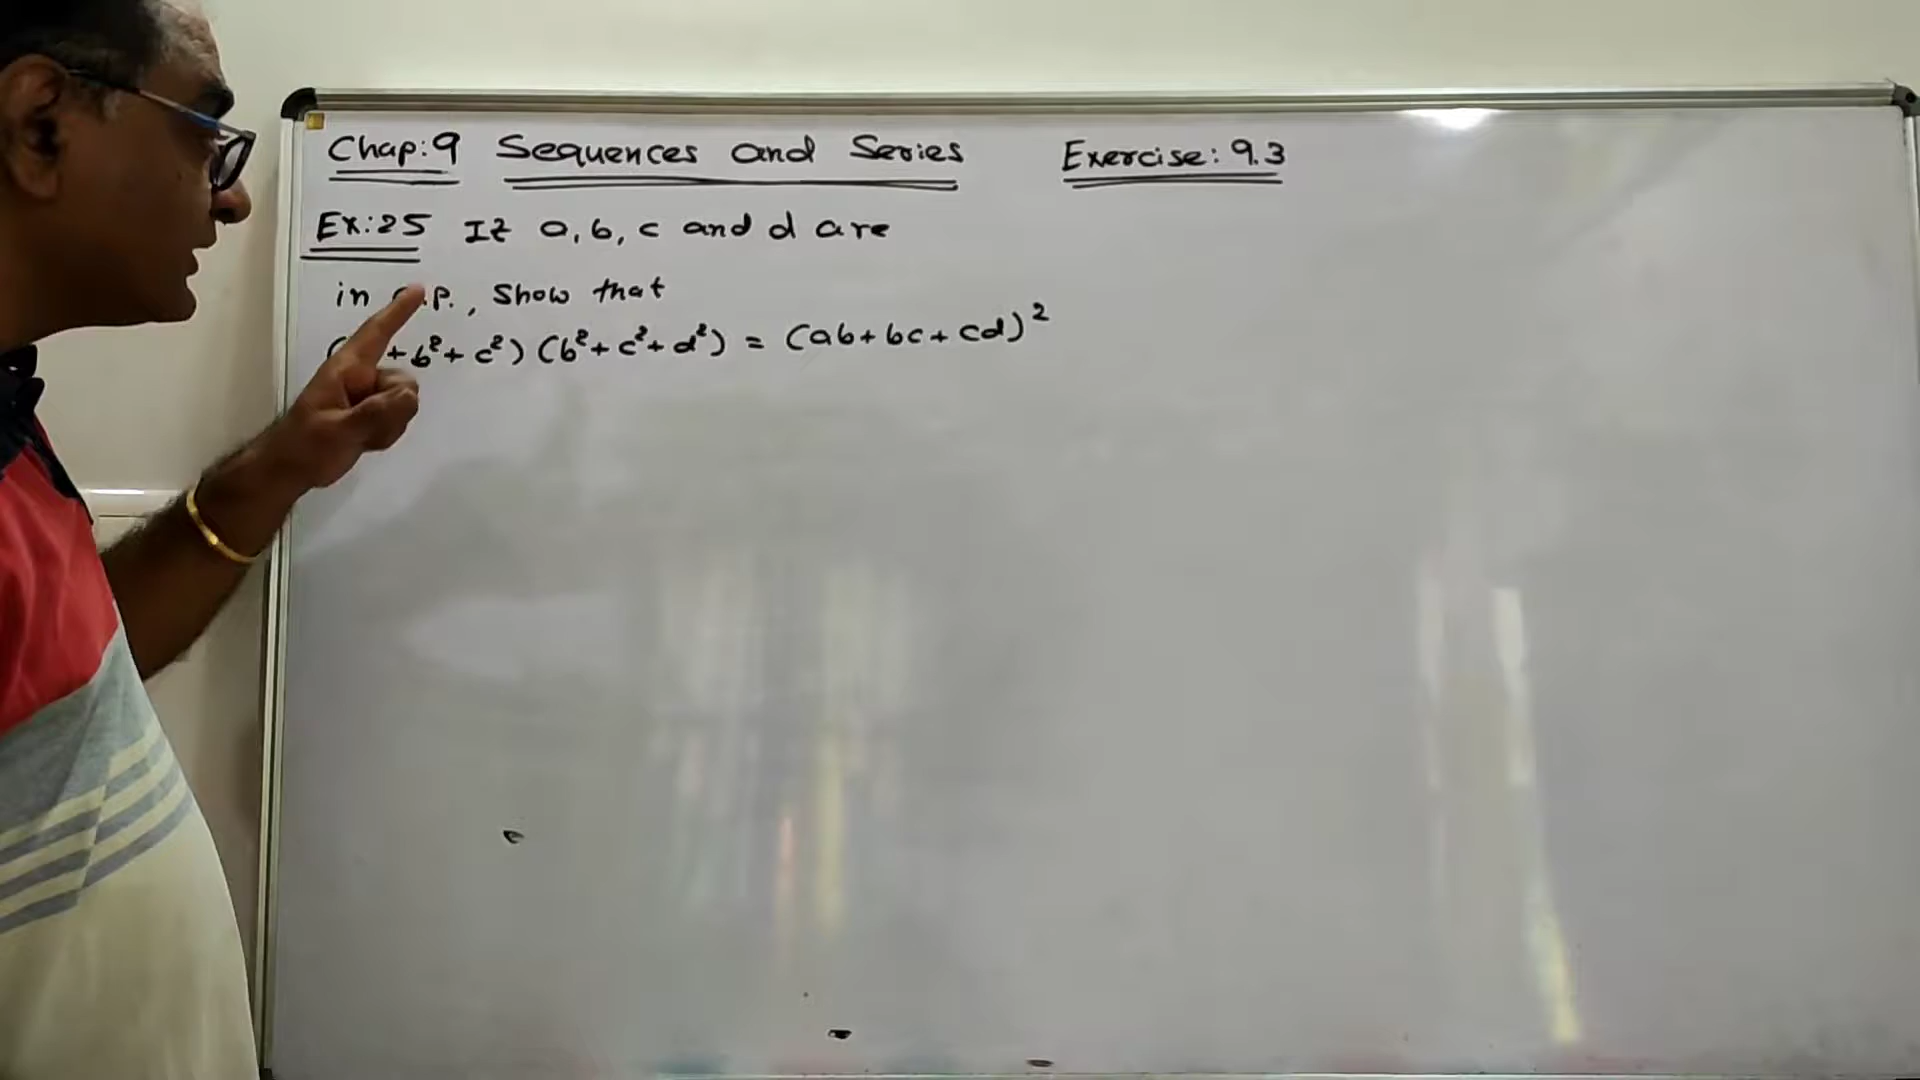 Chap:9 Sequences and Series Exercise: 9.3
Ex:25 If a, b, c and d are
in .P., Show that
+ b² + c²) (b² + c² + d²) = (ab + bc + cd)²